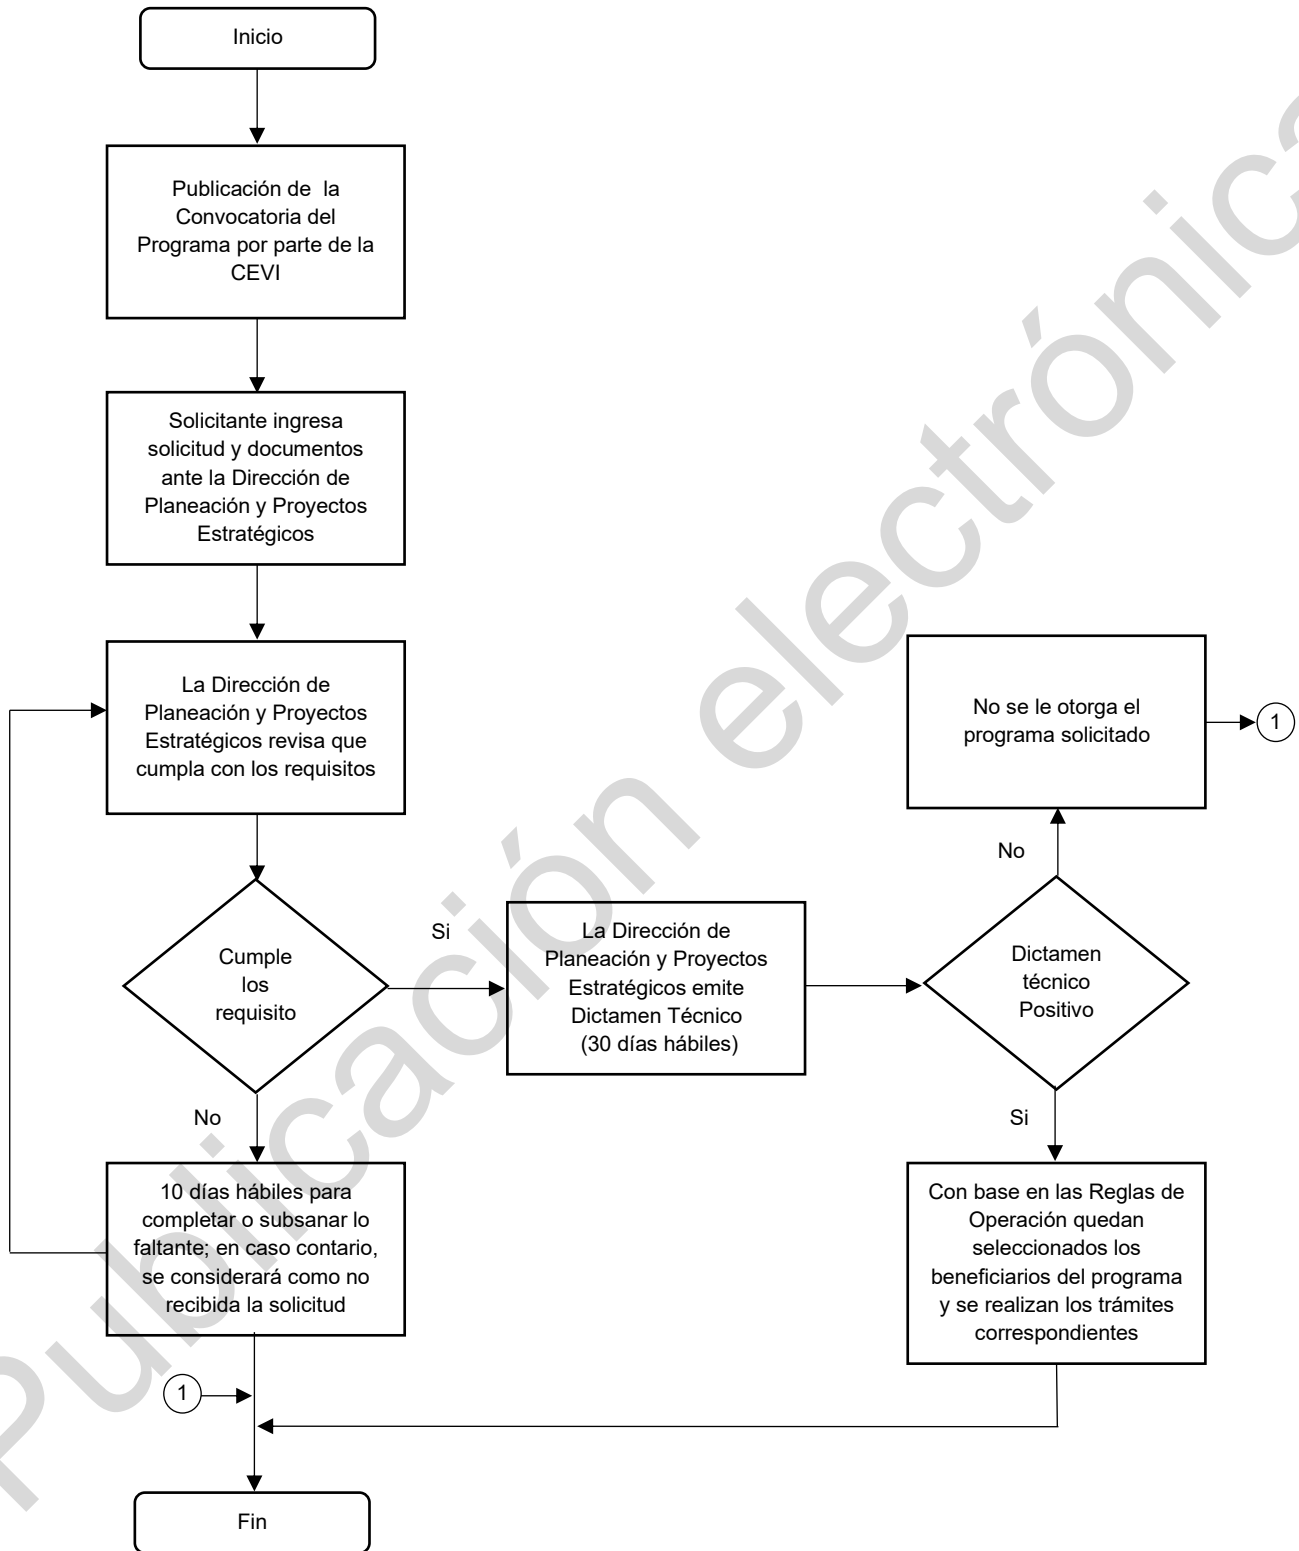 Inicio
Publicación de  la
Convocatoria del
Programa por parte de la
CEVI
Solicitante ingresa
solicitud y documentos
ante la Dirección de
Planeación y Proyectos
Estratégicos
La Dirección de
Planeación y Proyectos
Estratégicos revisa que
cumpla con los requisitos
No se le otorga el
programa solicitado
1
No
Cumple
los
requisito
Si
La Dirección de
Planeación y Proyectos
Estratégicos emite
Dictamen Técnico
(30 días hábiles)
Dictamen
técnico
Positivo
No
Si
10 días hábiles para
completar o subsanar lo
faltante; en caso contario,
se considerará como no
recibida la solicitud
Con base en las Reglas de
Operación quedan
seleccionados los
beneficiarios del programa
y se realizan los trámites
correspondientes
1
Fin
Publicación electrónica